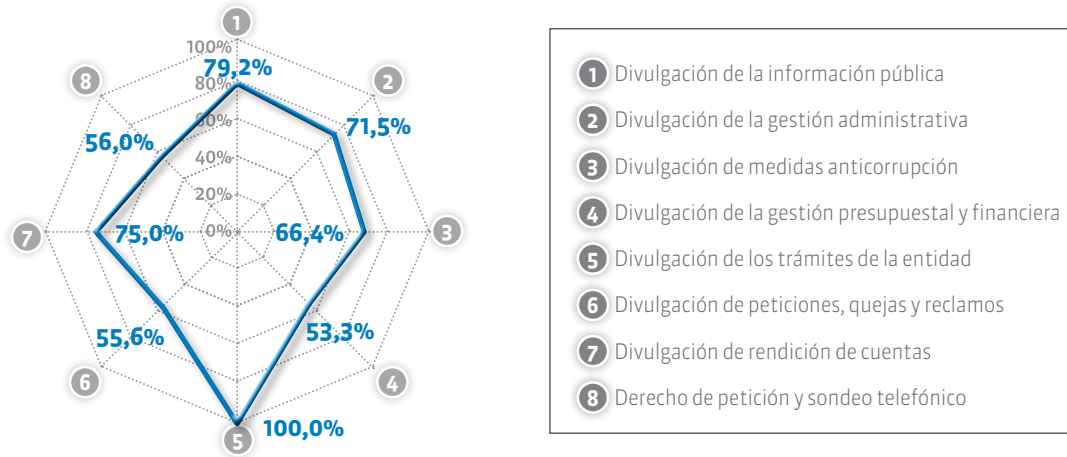 1
100%
79,2%
80%
8
2
60%
71,5%
56,0%
40%
20%
7
75,0%
0%
66,4%
3
55,6%
53,3%
6
4
100,0%
5
1 Divulgación de la información pública
2 Divulgación de la gestión administrativa
3 Divulgación de medidas anticorrupción
4 Divulgación de la gestión presupuestal y financiera
5 Divulgación de los trámites de la entidad
6 Divulgación de peticiones, quejas y reclamos
7 Divulgación de rendición de cuentas
8 Derecho de petición y sondeo telefónico